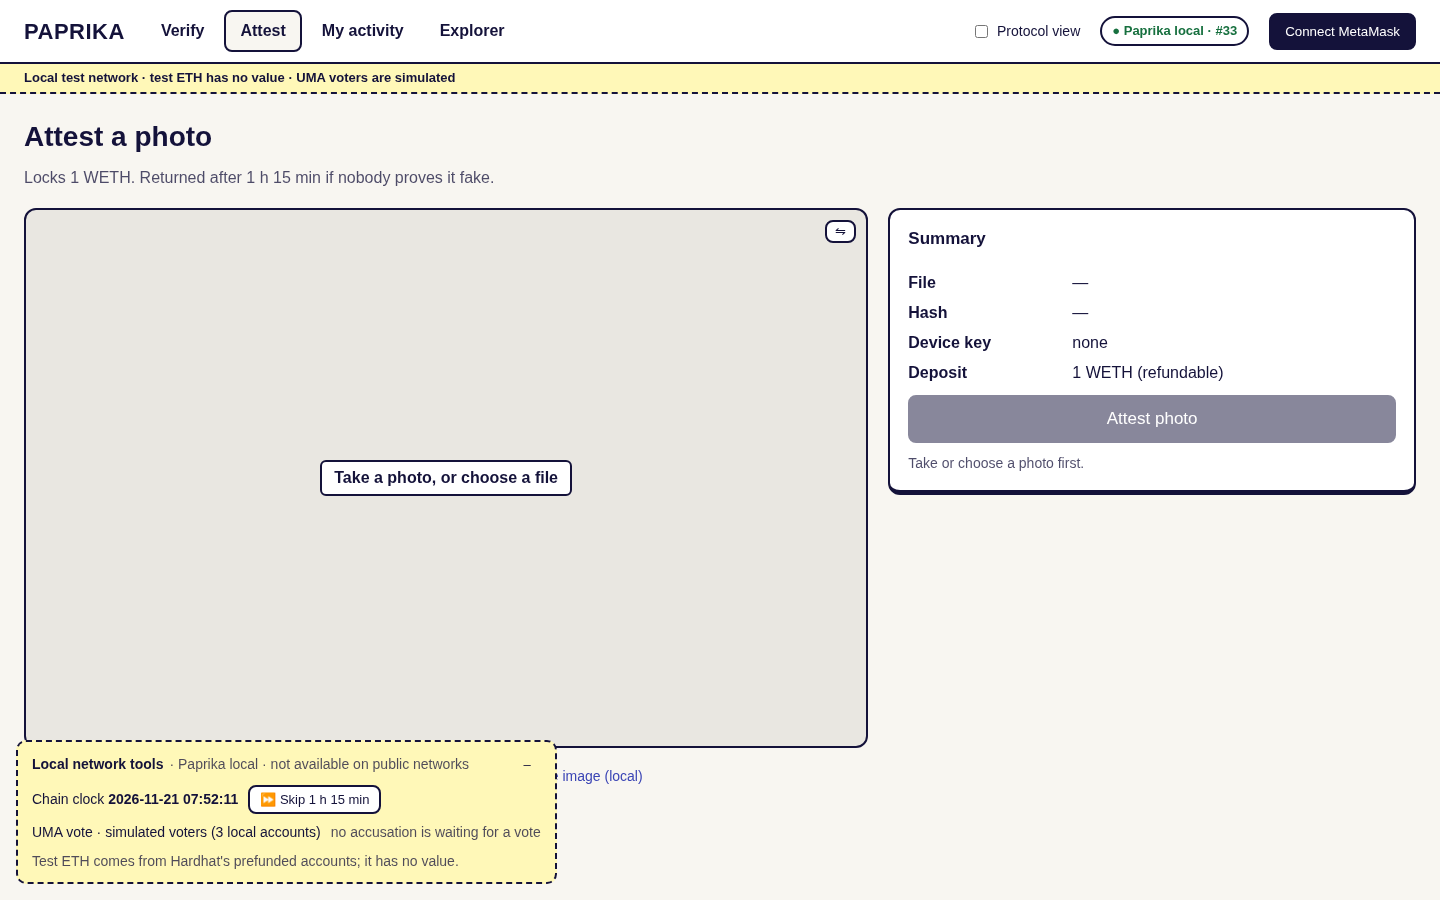 PAPRIKA Verify Attest My activity Explorer Protocol view ● Paprika local · #33 Connect MetaMask
Local test network · test ETH has no value · UMA voters are simulated
Attest a photo
Locks 1 WETH. Returned after 1 h 15 min if nobody proves it fake.
⇋
Take a photo, or choose a file
Summary
File —
Hash —
Device key none
Deposit 1 WETH (refundable)
Attest photo
Take or choose a photo first.
image (local)
Local network tools · Paprika local · not available on public networks –
Chain clock 2026-11-21 07:52:11 ⏩ Skip 1 h 15 min
UMA vote · simulated voters (3 local accounts) no accusation is waiting for a vote
Test ETH comes from Hardhat's prefunded accounts; it has no value.